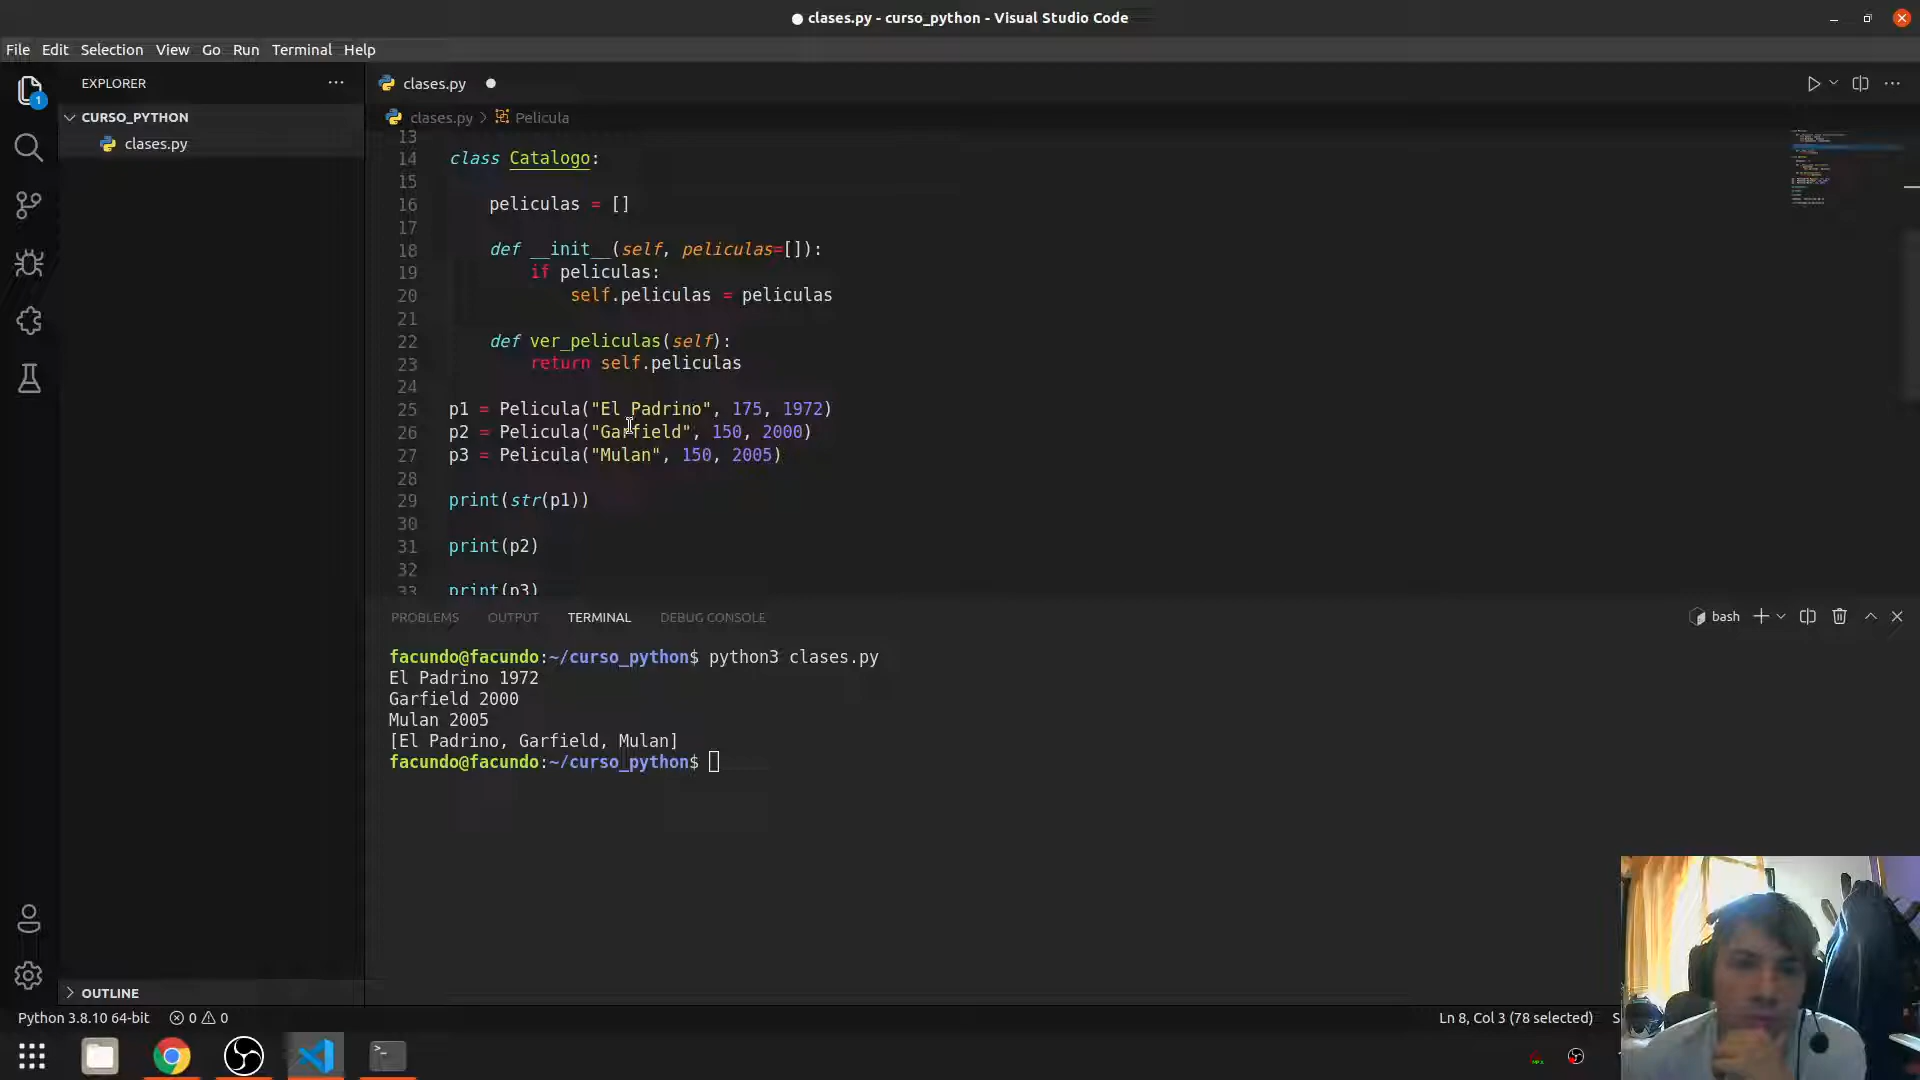 ● clases.py - curso_python - Visual Studio Code
File Edit Selection View Go Run Terminal Help
EXPLORER
CURSO_PYTHON
clases.py
clases.py
clases.py > Pelicula
13
14 class Catalogo:
15
16 peliculas = []
17
18 def __init__(self, peliculas=[]):
19 if peliculas:
20 self.peliculas = peliculas
21
22 def ver_peliculas(self):
23 return self.peliculas
24
25 p1 = Pelicula("El Padrino", 175, 1972)
26 p2 = Pelicula("Garfield", 150, 2000)
27 p3 = Pelicula("Mulan", 150, 2005)
28
29 print(str(p1))
30
31 print(p2)
32
33 print(p3)
PROBLEMS OUTPUT TERMINAL DEBUG CONSOLE
bash
facundo@facundo:~/curso_python$ python3 clases.py
El Padrino 1972
Garfield 2000
Mulan 2005
[El Padrino, Garfield, Mulan]
facundo@facundo:~/curso_python$
OUTLINE
Python 3.8.10 64-bit 0 0
Ln 8, Col 3 (78 selected)
1